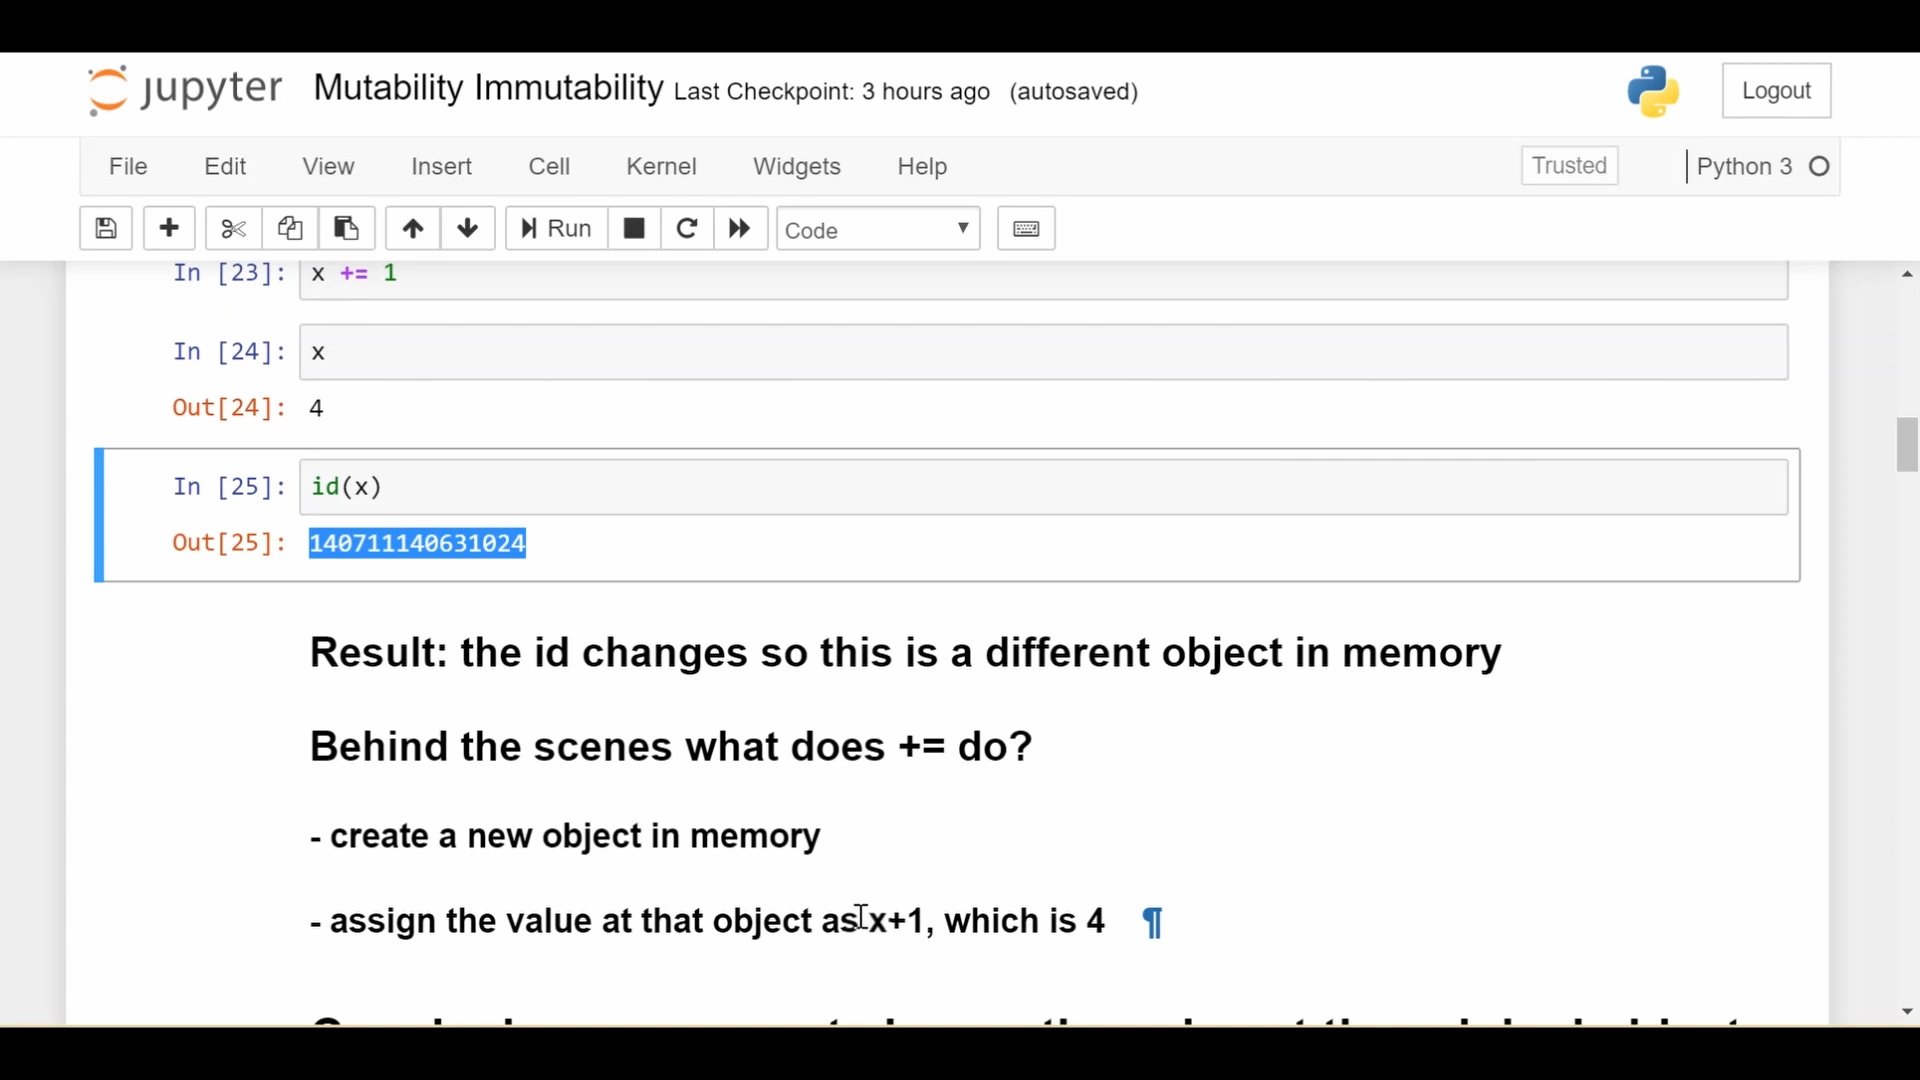 jupyter Mutability Immutability Last Checkpoint: 3 hours ago (autosaved) Logout
File Edit View Insert Cell Kernel Widgets Help Trusted Python 3
Run Code
In [23]: x += 1
In [24]: x
Out[24]: 4
In [25]: id(x)
Out[25]: 140711140631024
Result: the id changes so this is a different object in memory
Behind the scenes what does += do?
- create a new object in memory
- assign the value at that object as x+1, which is 4 ¶